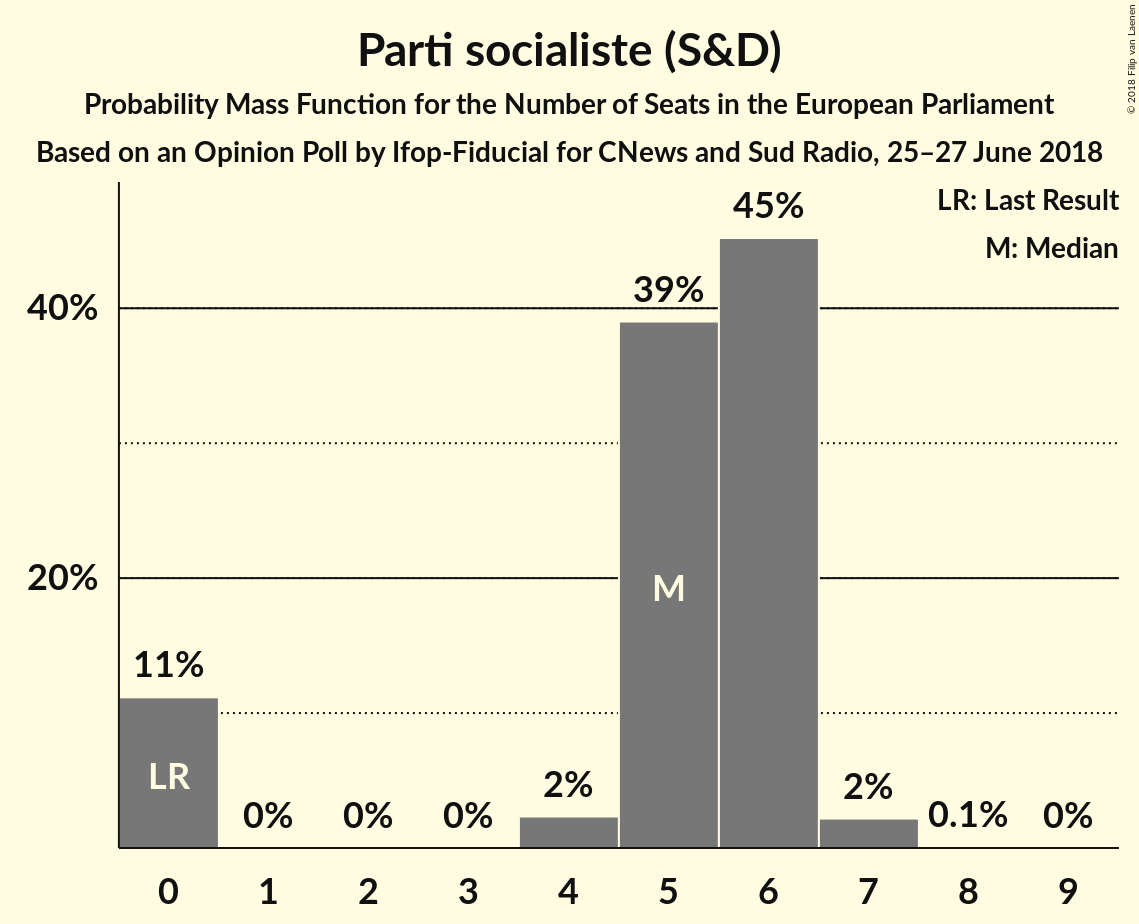 Parti socialiste (S&D)
Probability Mass Function for the Number of Seats in the European Parliament
Based on an Opinion Poll by Ifop-Fiducial for CNews and Sud Radio, 25–27 June 2018
© 2018 Filip van Laenen
LR: Last Result
M: Median
45%
39%
40%
20%
M
11%
LR
0%
0%
0%
2%
2%
0.1%
0%
0 1 2 3 4 5 6 7 8 9